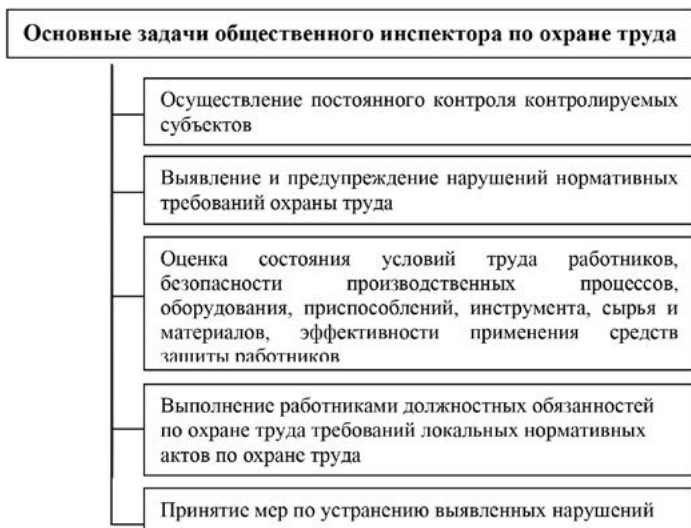 Основные задачи общественного инспектора по охране труда
Осуществление постоянного контроля контролируемых
субъектов
Выявление и предупреждение нарушений нормативных
требований охраны труда
Оценка состояния условий труда работников,
безопасности производственных процессов,
оборудования, приспособлений, инструмента, сырья и
материалов, эффективности применения средств
защиты работников
Выполнение работниками должностных обязанностей
по охране труда требований локальных нормативных
актов по охране труда
Принятие мер по устранению выявленных нарушений